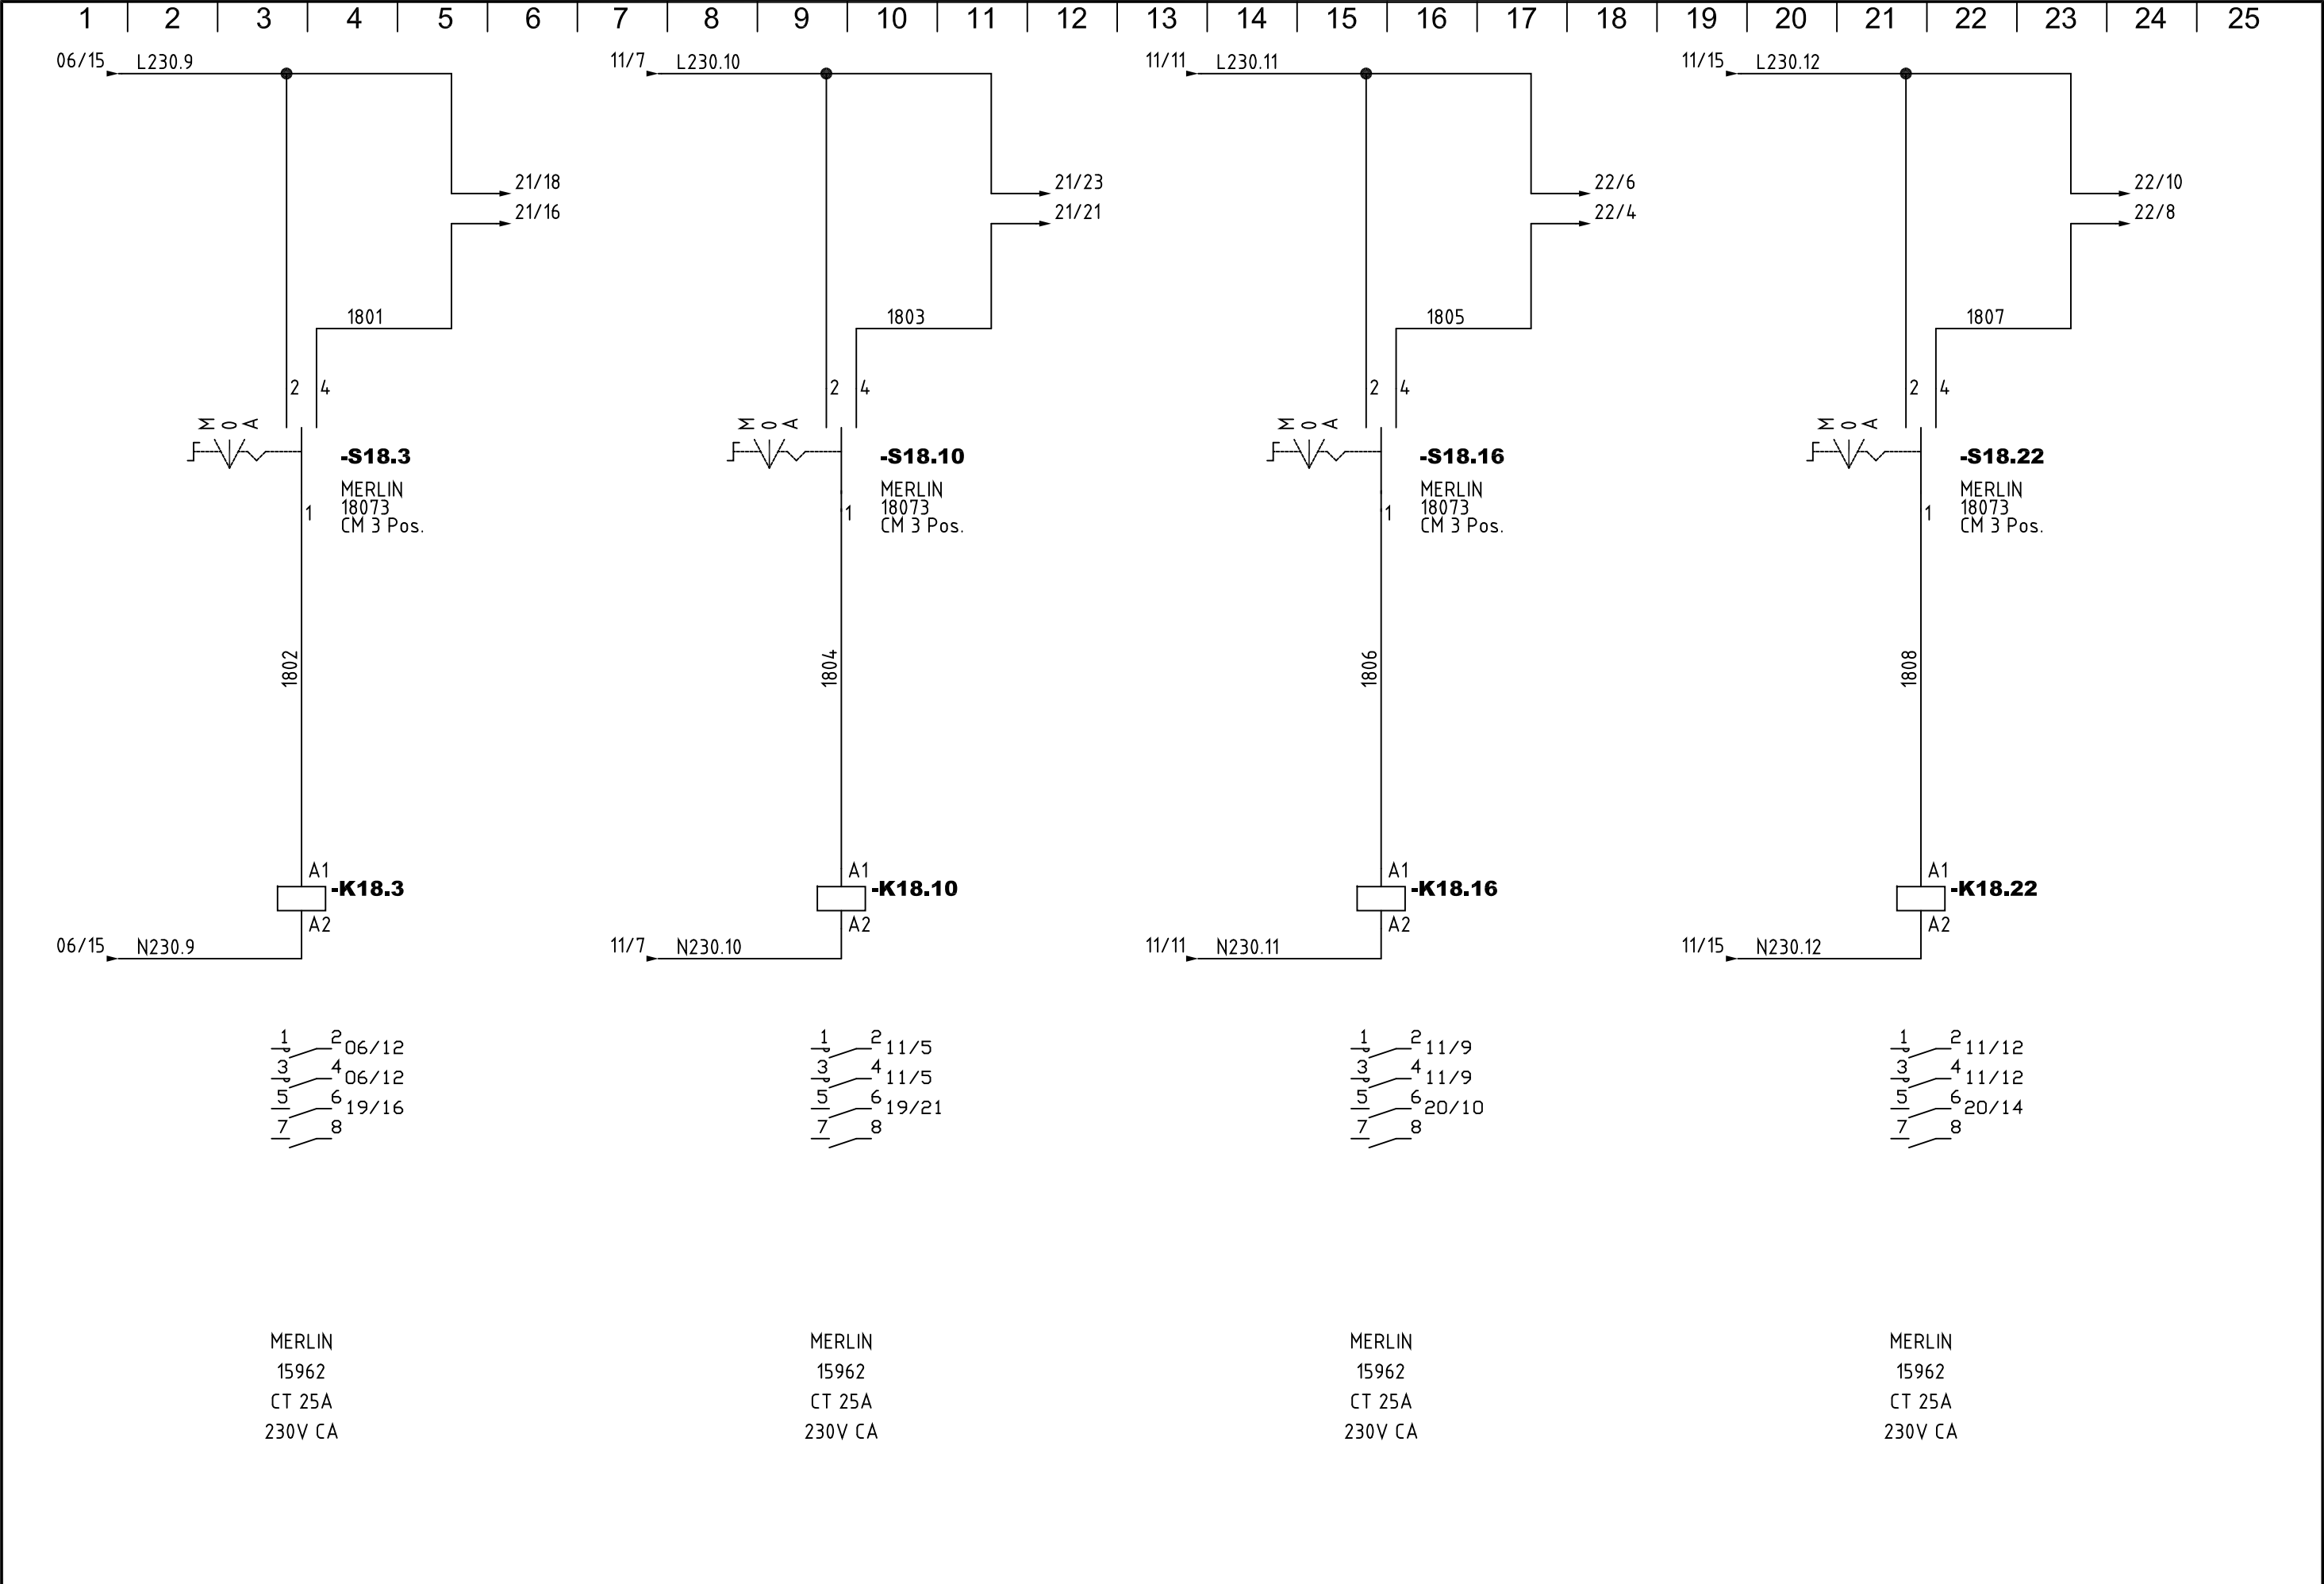 1 2 3 4 5 6 7 8 9 10 11 12 13 14 15 16 17 18 19 20 21 22 23 24 25
06/15 L230.9 11/7 L230.10 11/11 L230.11 11/15 L230.12
21/18 21/23 22/6 22/10
21/16 21/21 22/4 22/8
1801 1803 1805 1807
2 4 2 4 2 4 2 4
M 0 A M 0 A M 0 A M 0 A
-S18.3 -S18.10 -S18.16 -S18.22
MERLIN MERLIN MERLIN MERLIN
18073 18073 18073 18073
1 1 1 1
CM 3 Pos. CM 3 Pos. CM 3 Pos. CM 3 Pos.
1802 1804 1806 1808
A1 A1 A1 A1
-K18.3 -K18.10 -K18.16 -K18.22
A2 A2 A2 A2
06/15 N230.9 11/7 N230.10 11/11 N230.11 11/15 N230.12
1 2 06/12 1 2 11/5 1 2 11/9 1 2 11/12
3 4 06/12 3 4 11/5 3 4 11/9 3 4 11/12
5 6 19/16 5 6 19/21 5 6 20/10 5 6 20/14
7 8 7 8 7 8 7 8
MERLIN MERLIN MERLIN MERLIN
15962 15962 15962 15962
CT 25A CT 25A CT 25A CT 25A
230V CA 230V CA 230V CA 230V CA